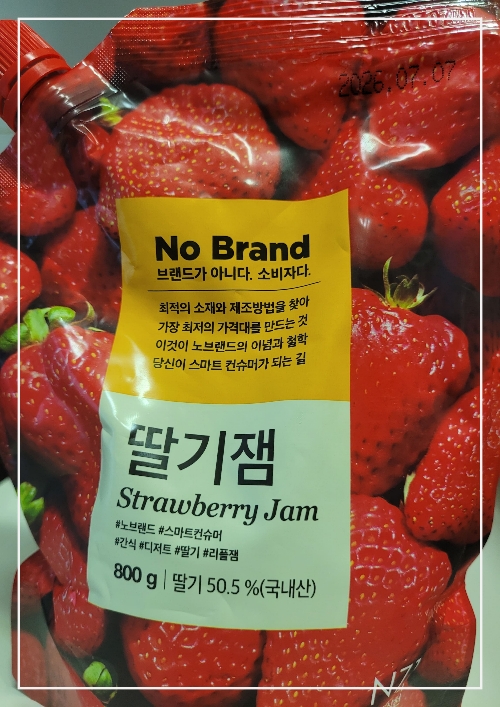 2026.07.07
No Brand
브랜드가 아니다. 소비자다.
최적의 소재와 제조방법을 찾아
가장 최저의 가격대를 만드는 것
이것이 노브랜드의 이념과 철학
당신이 스마트 컨슈머가 되는 길
딸기잼
Strawberry Jam
#노브랜드 #스마트컨슈머
#간식 #디저트 #딸기 #리플잼
800 g | 딸기 50.5 %(국내산)